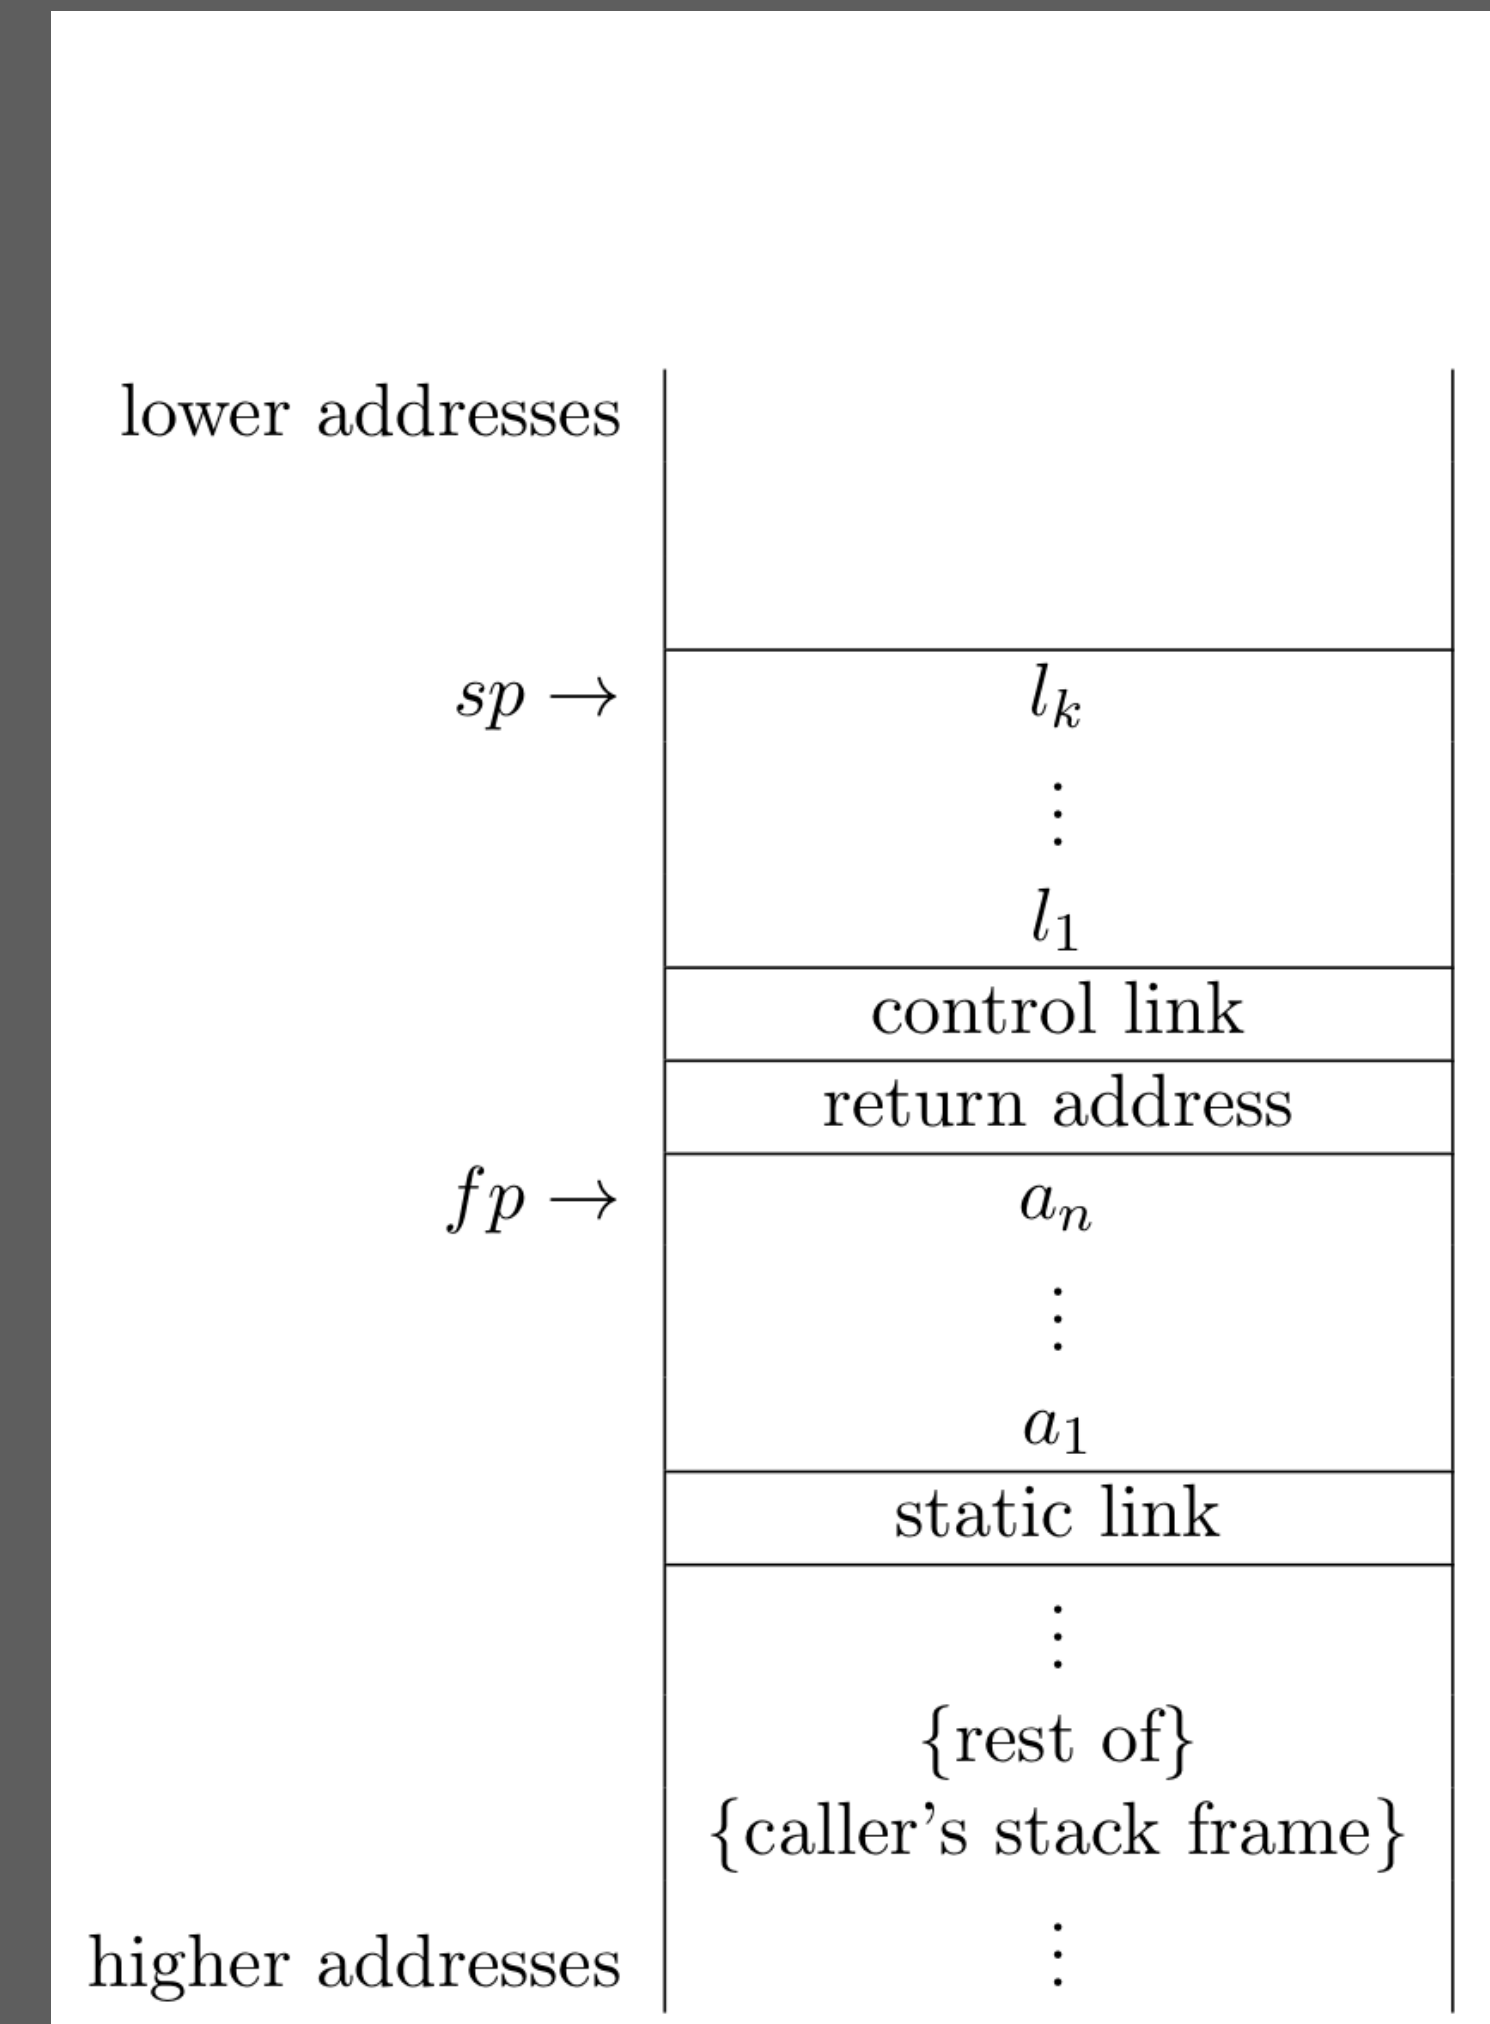 lower addresses
sp → l_k
⋮
l_1
control link
return address
fp → a_n
⋮
a_1
static link
⋮
{rest of}
{caller’s stack frame}
higher addresses ⋮